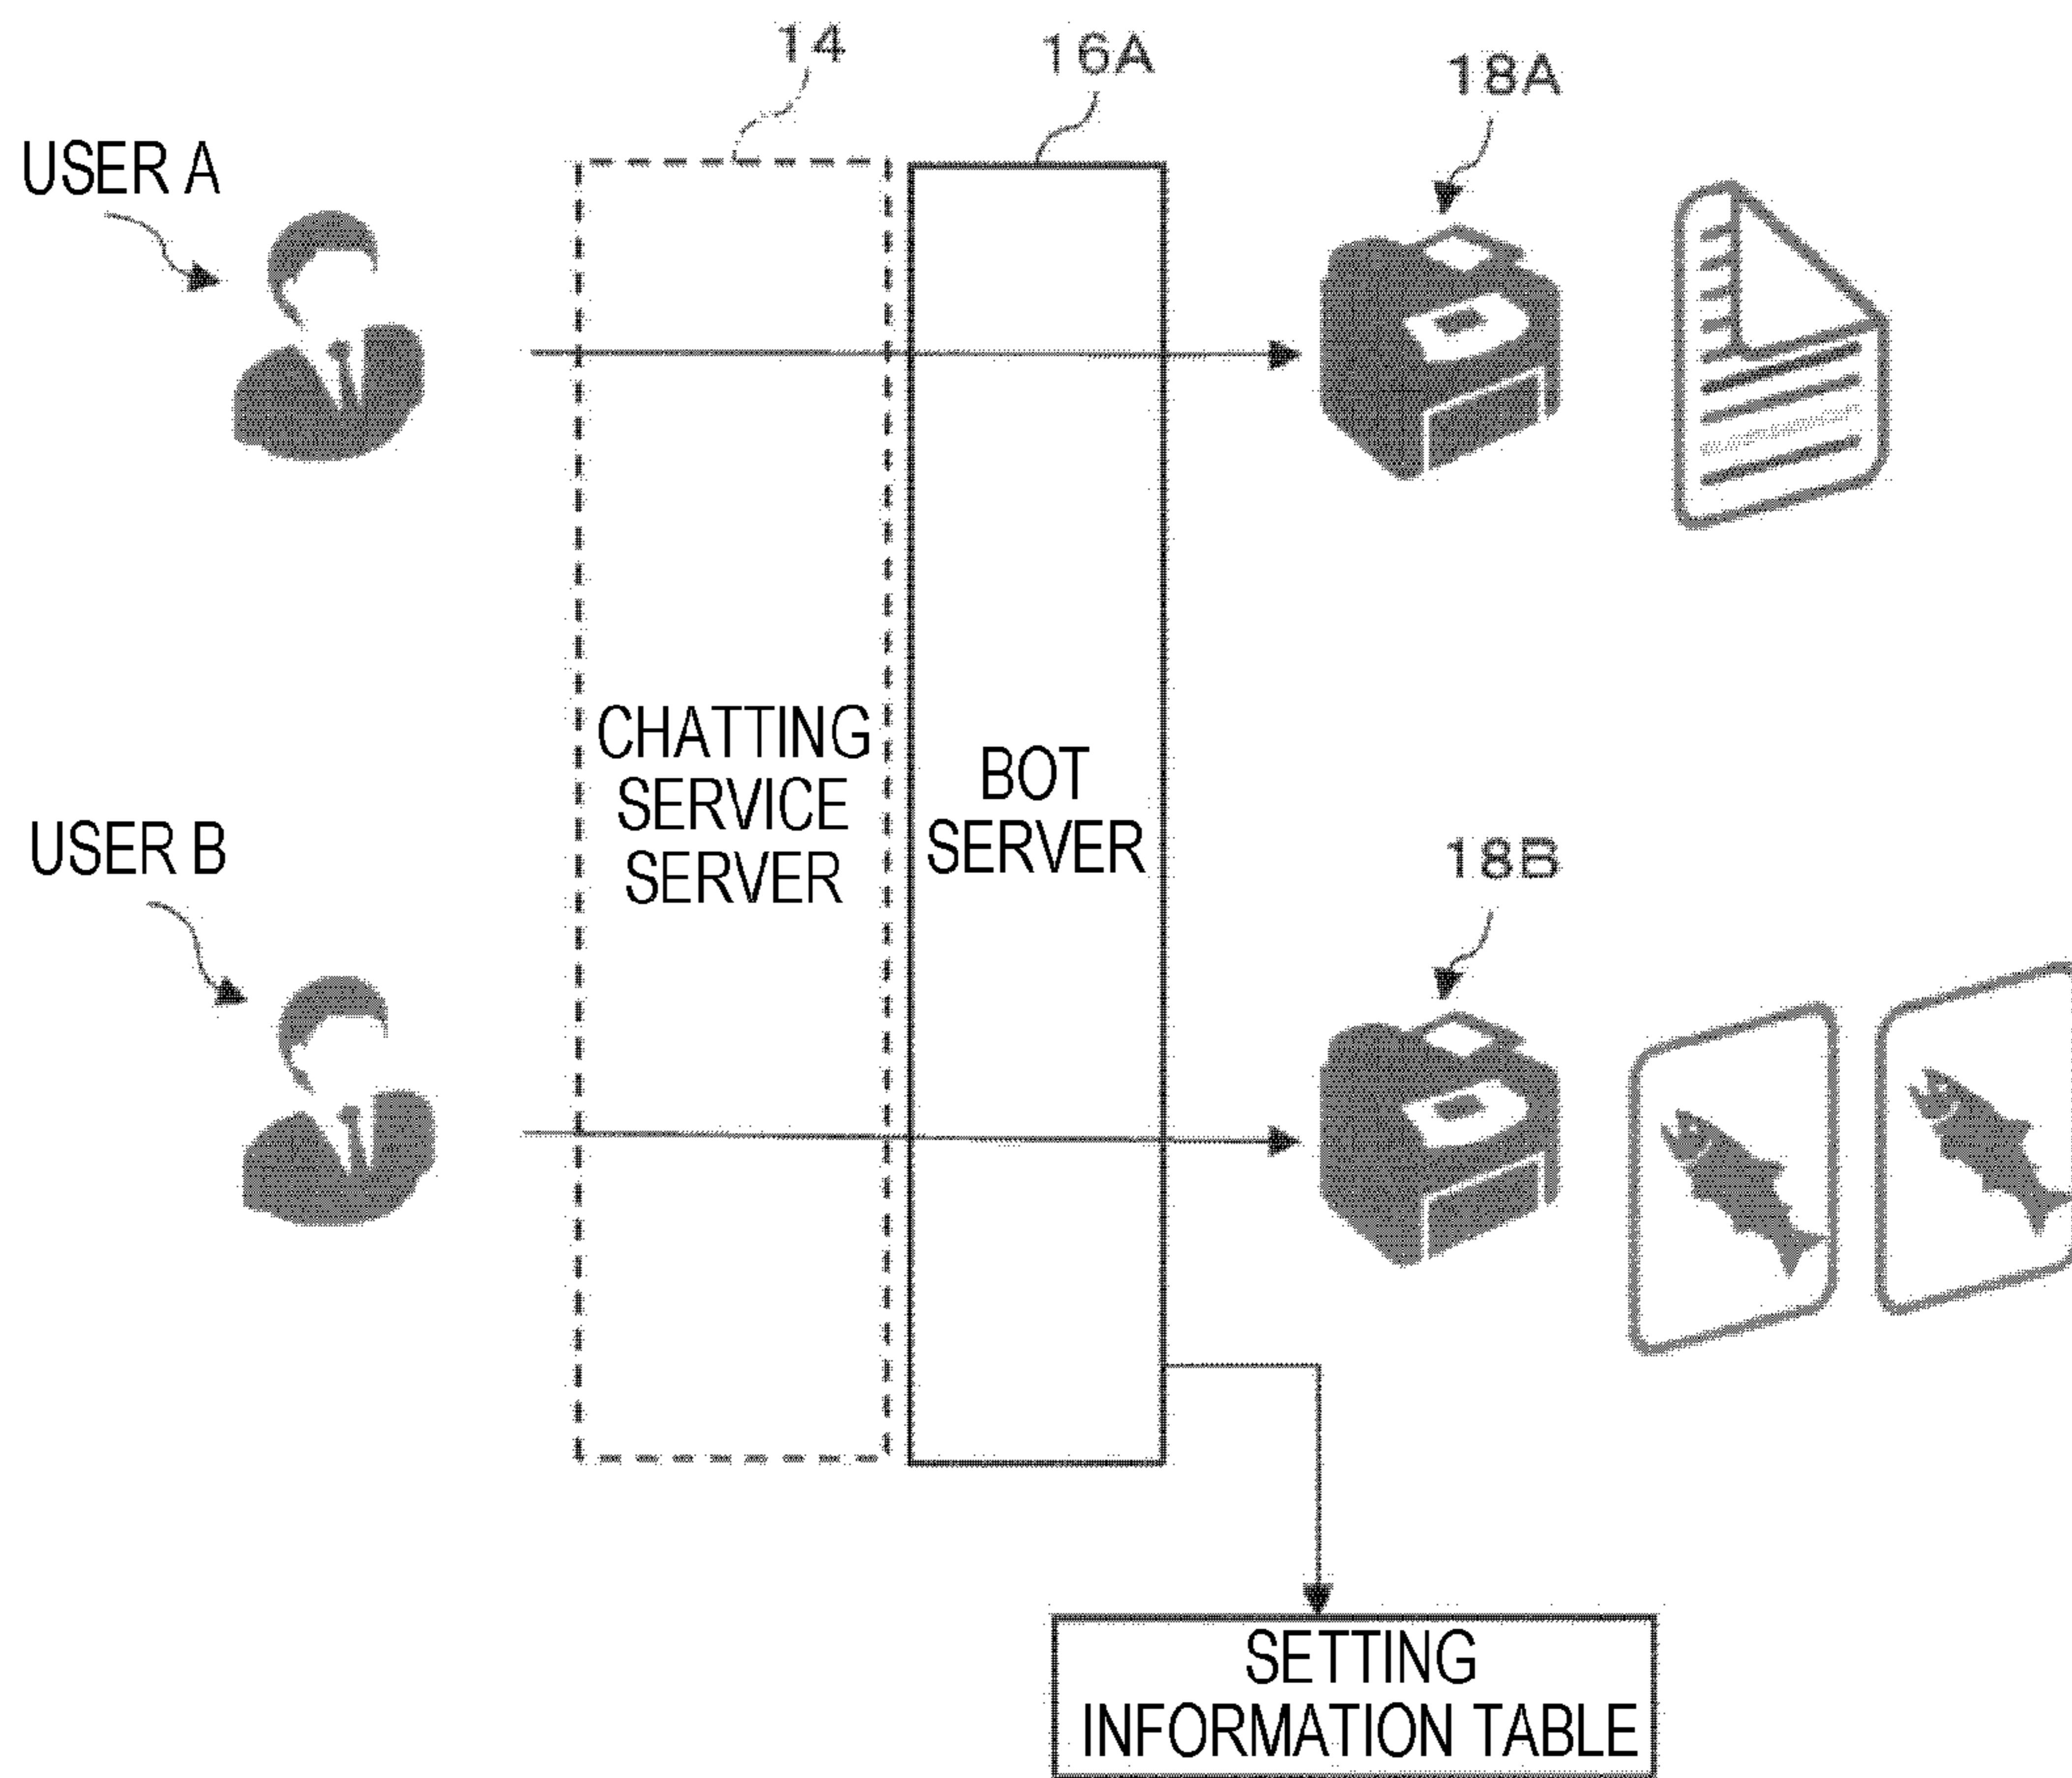 14
16A
18A
USER A
CHATTING
SERVICE
SERVER
BOT
SERVER
USER B
18B
SETTING
INFORMATION TABLE